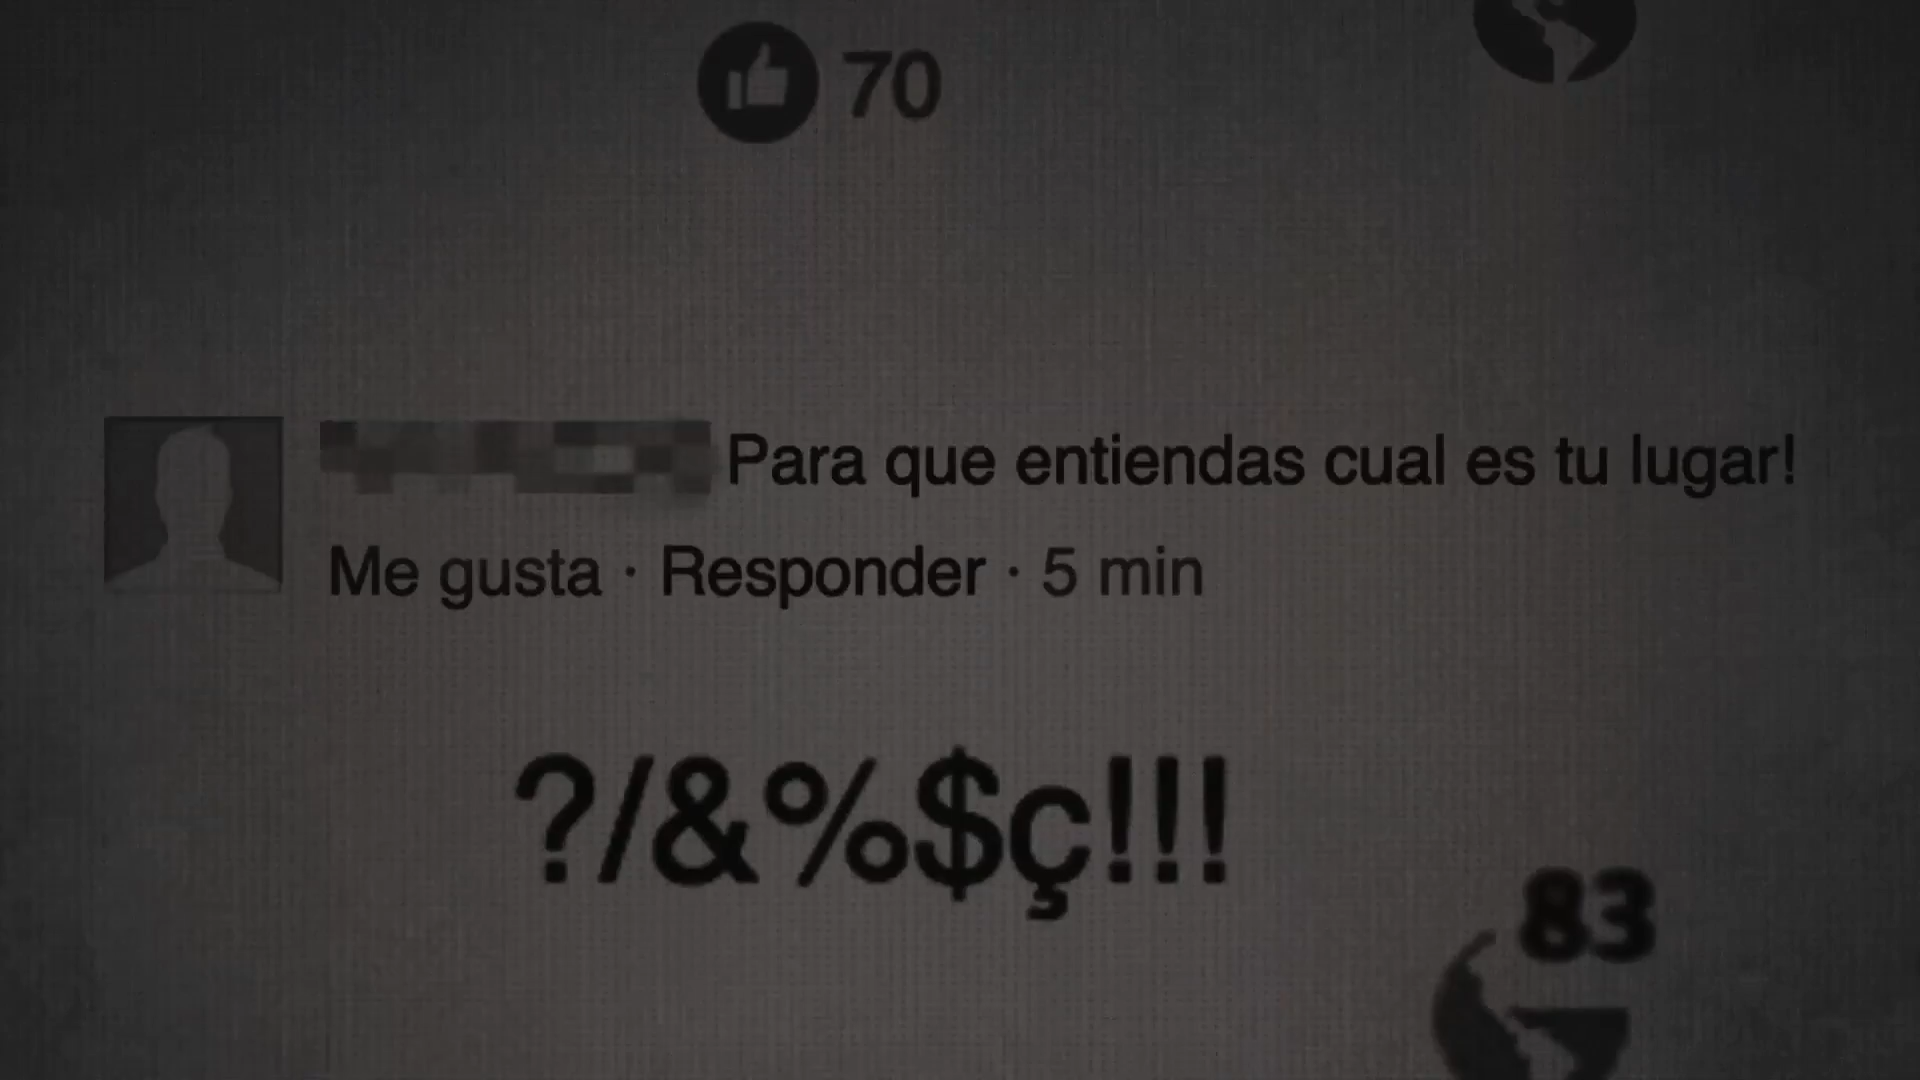 70
Para que entiendas cual es tu lugar!
Me gusta · Responder · 5 min
?/&%$ç!!!
83